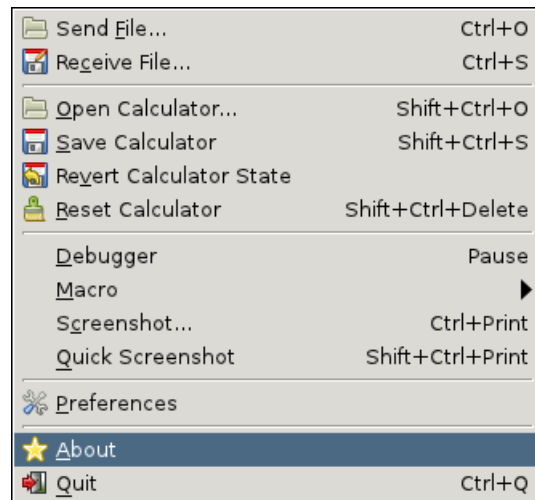 Send File... Ctrl+O
Receive File... Ctrl+S
Open Calculator... Shift+Ctrl+O
Save Calculator Shift+Ctrl+S
Revert Calculator State
Reset Calculator Shift+Ctrl+Delete
Debugger Pause
Macro
Screenshot... Ctrl+Print
Quick Screenshot Shift+Ctrl+Print
Preferences
About
Quit Ctrl+Q